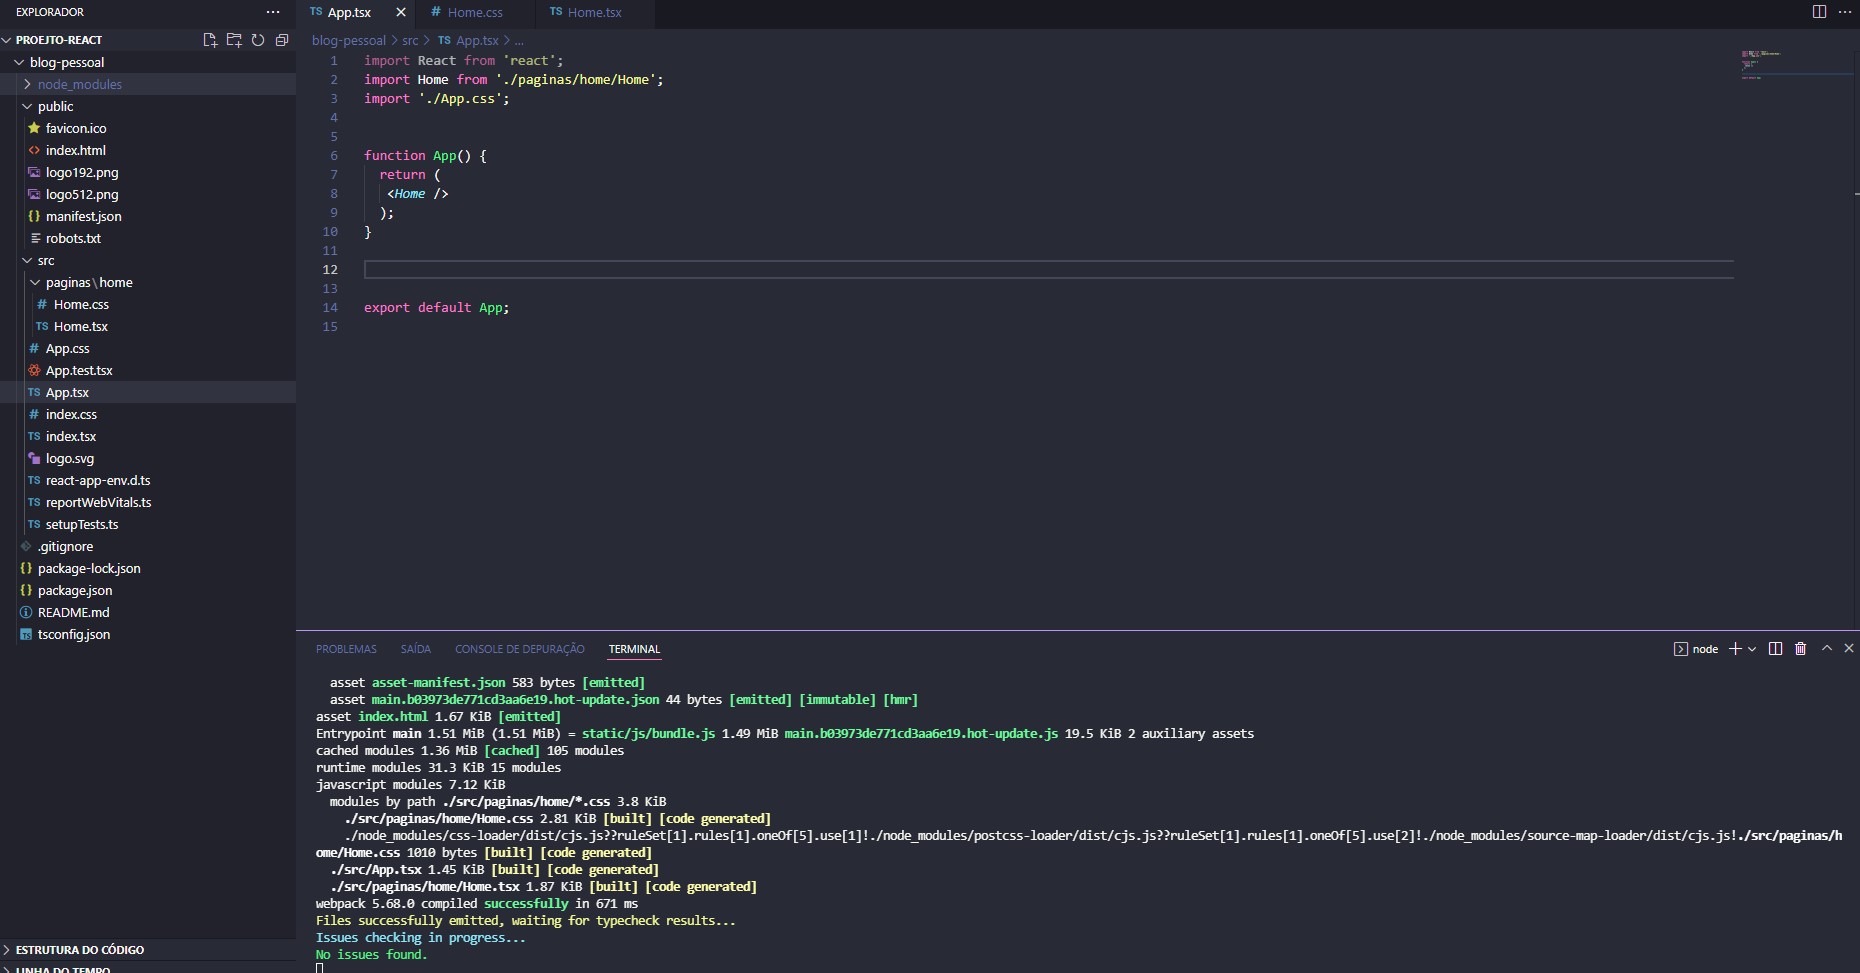 EXPLORADOR
PROEJTO-REACT
blog-pessoal
node_modules
public
favicon.ico
index.html
logo192.png
logo512.png
manifest.json
robots.txt
src
paginas\home
Home.css
Home.tsx
App.css
App.test.tsx
App.tsx
index.css
index.tsx
logo.svg
react-app-env.d.ts
reportWebVitals.ts
setupTests.ts
.gitignore
package-lock.json
package.json
README.md
tsconfig.json
ESTRUTURA DO CÓDIGO
LINHA DO TEMPO
App.tsx Home.css Home.tsx
blog-pessoal > src > App.tsx > ...
1 import React from 'react';
2 import Home from './paginas/home/Home';
3 import './App.css';
4
5
6 function App() {
7 return (
8 <Home />
9 );
10 }
11
12
13
14 export default App;
15
PROBLEMAS SAÍDA CONSOLE DE DEPURAÇÃO TERMINAL node
asset asset-manifest.json 583 bytes [emitted]
asset main.b03973de771cd3aa6e19.hot-update.json 44 bytes [emitted] [immutable] [hmr]
asset index.html 1.67 KiB [emitted]
Entrypoint main 1.51 MiB (1.51 MiB) = static/js/bundle.js 1.49 MiB main.b03973de771cd3aa6e19.hot-update.js 19.5 KiB 2 auxiliary assets
cached modules 1.36 MiB [cached] 105 modules
runtime modules 31.3 KiB 15 modules
javascript modules 7.12 KiB
modules by path ./src/paginas/home/*.css 3.8 KiB
./src/paginas/home/Home.css 2.81 KiB [built] [code generated]
./node_modules/css-loader/dist/cjs.js??ruleSet[1].rules[1].oneOf[5].use[1]!./node_modules/postcss-loader/dist/cjs.js??ruleSet[1].rules[1].oneOf[5].use[2]!./node_modules/source-map-loader/dist/cjs.js!./src/paginas/h
ome/Home.css 1010 bytes [built] [code generated]
./src/App.tsx 1.45 KiB [built] [code generated]
./src/paginas/home/Home.tsx 1.87 KiB [built] [code generated]
webpack 5.68.0 compiled successfully in 671 ms
Files successfully emitted, waiting for typecheck results...
Issues checking in progress...
No issues found.